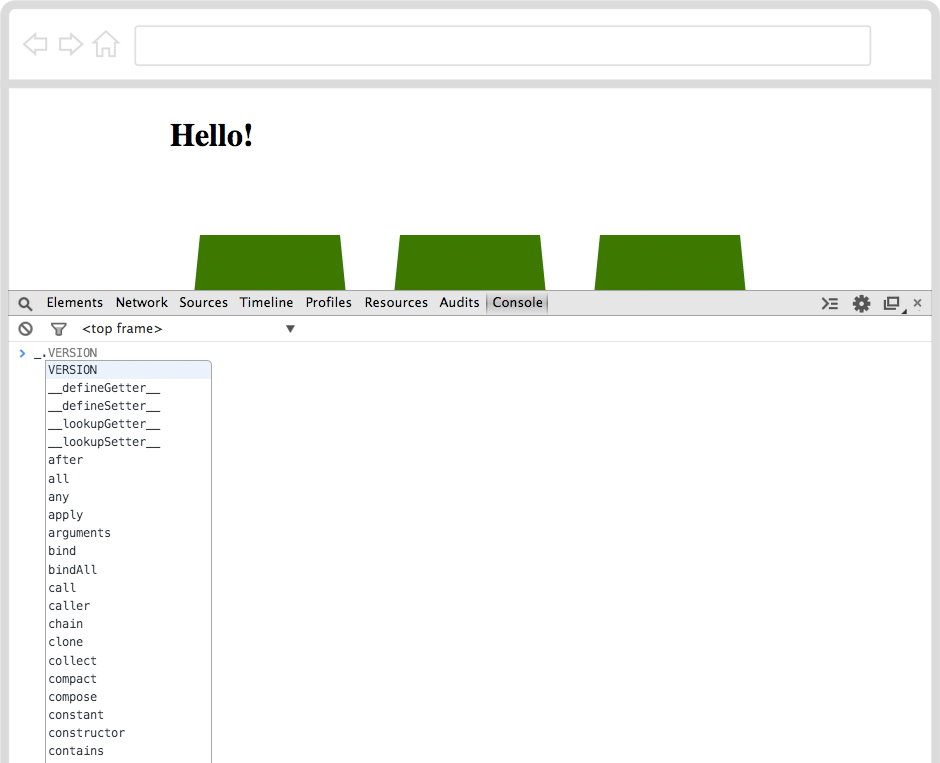 Hello!
Elements Network Sources Timeline Profiles Resources Audits Console
<top frame>
_.VERSION
VERSION
__defineGetter__
__defineSetter__
__lookupGetter__
__lookupSetter__
after
all
any
apply
arguments
bind
bindAll
call
caller
chain
clone
collect
compact
compose
constant
constructor
contains